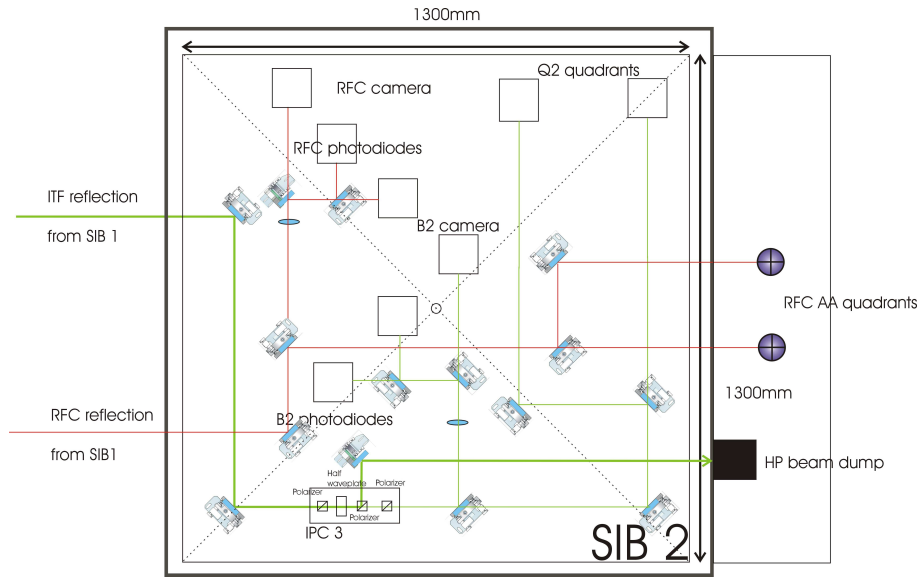 1300mm
Q2 quadrants
RFC camera
RFC photodiodes
ITF reflection
from SIB 1
B2 camera
RFC AA quadrants
1300mm
RFC reflection
from SIB1
B2 photodiodes
HP beam dump
Half
waveplate
Polarizer
Polarizer
Polarizer
IPC 3
SIB 2